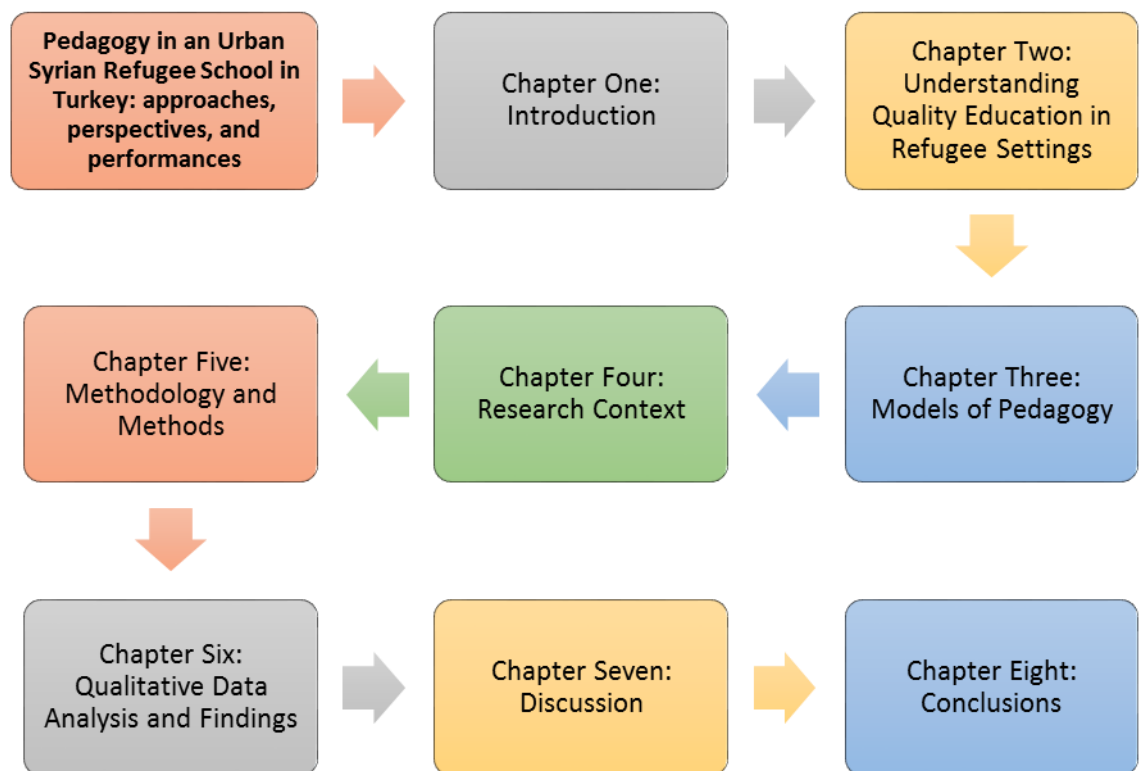 Pedagogy in an Urban
Syrian Refugee School in
Turkey: approaches,
perspectives, and
performances
Chapter One:
Introduction
Chapter Two:
Understanding
Quality Education in
Refugee Settings
Chapter Three:
Models of Pedagogy
Chapter Four:
Research Context
Chapter Five:
Methodology and
Methods
Chapter Six:
Qualitative Data
Analysis and Findings
Chapter Seven:
Discussion
Chapter Eight:
Conclusions